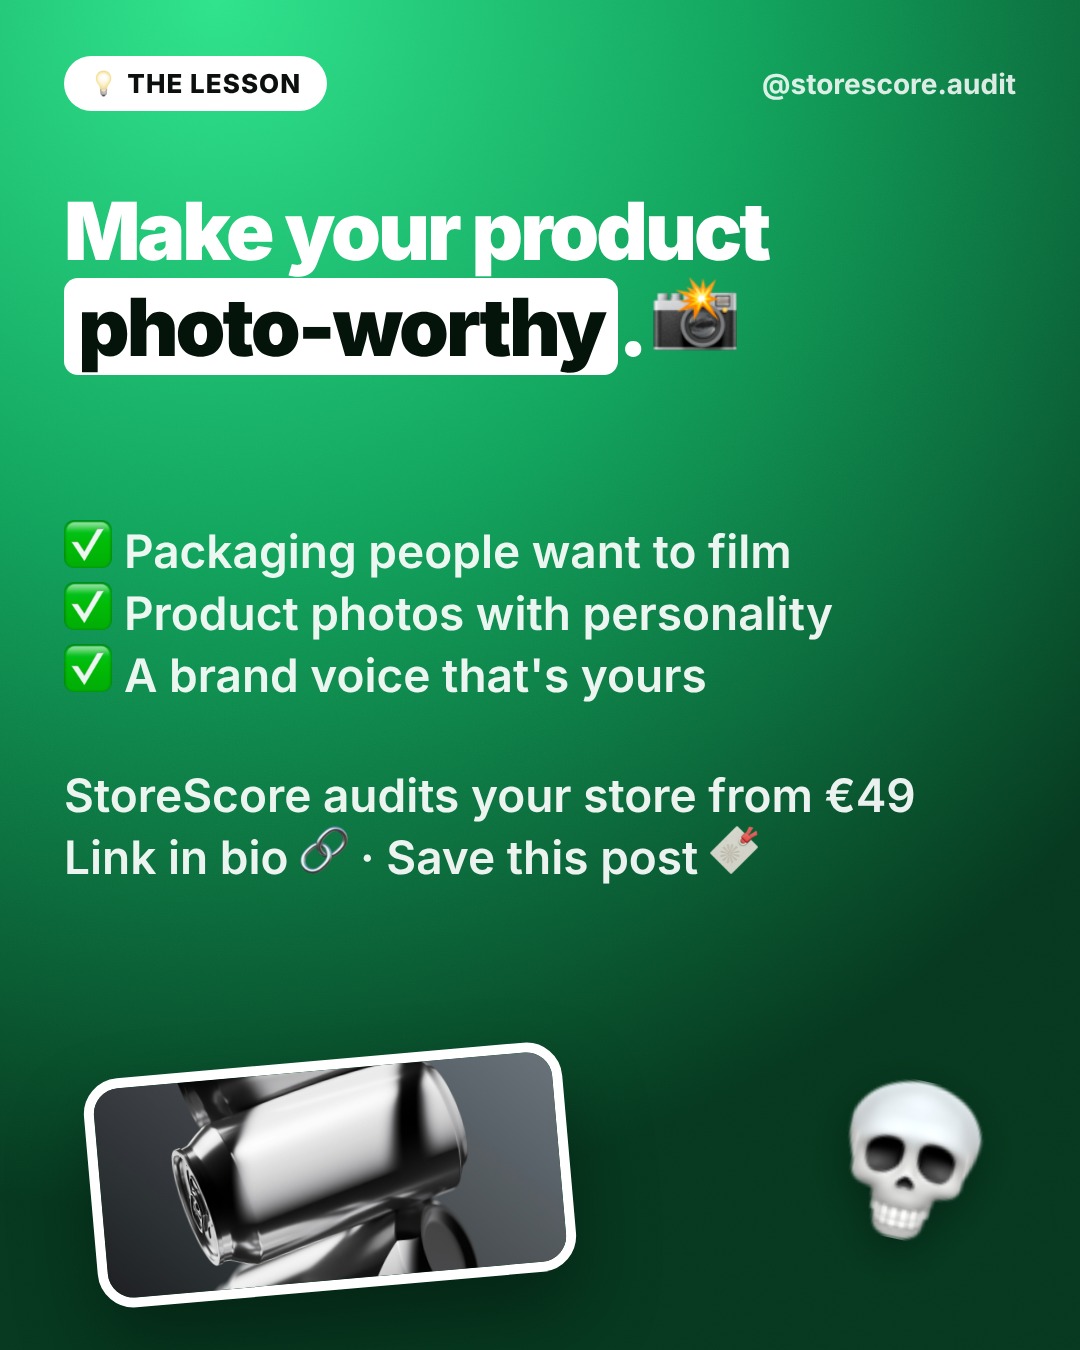 💡 THE LESSON
@storescore.audit
Make your product
photo-worthy. 📸
✅ Packaging people want to film
✅ Product photos with personality
✅ A brand voice that's yours
StoreScore audits your store from €49
Link in bio 🔗 · Save this post 🔖